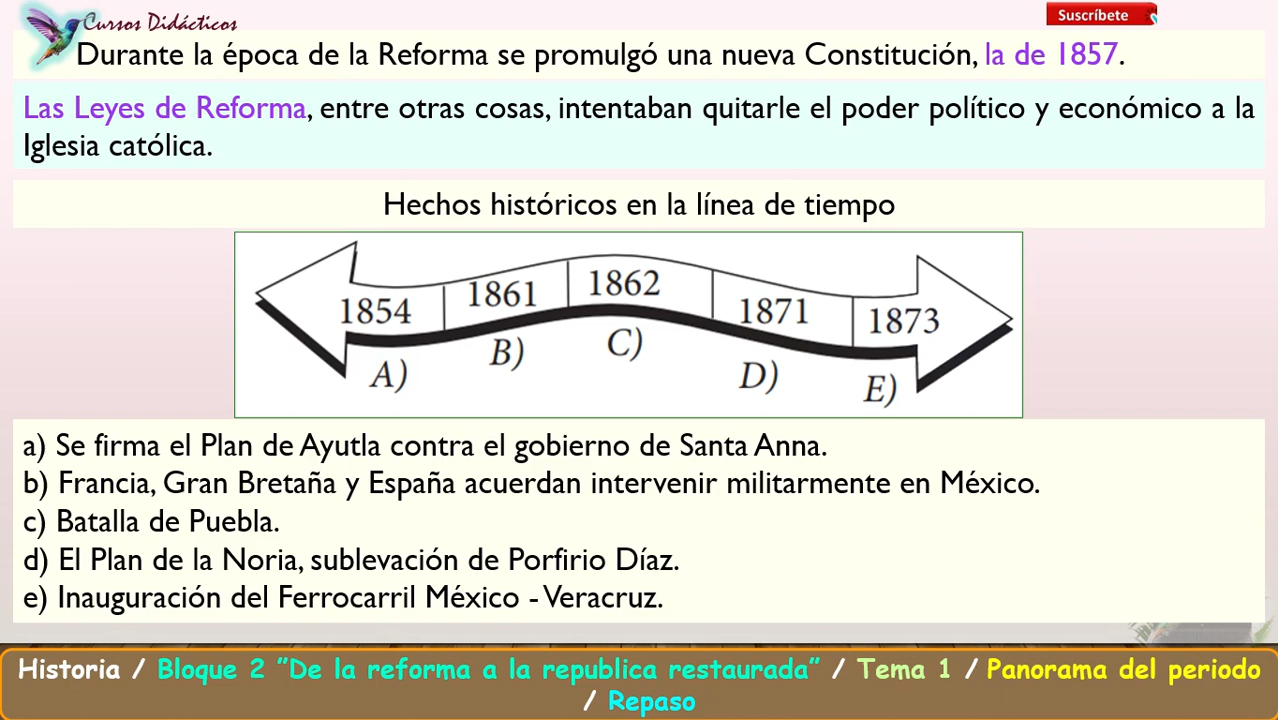 Cursos Didácticos
Suscríbete
Durante la época de la Reforma se promulgó una nueva Constitución, la de 1857.
Las Leyes de Reforma, entre otras cosas, intentaban quitarle el poder político y económico a la
Iglesia católica.
Hechos históricos en la línea de tiempo
1854 1861 1862 1871 1873
A) B) C) D) E)
a) Se firma el Plan de Ayutla contra el gobierno de Santa Anna.
b) Francia, Gran Bretaña y España acuerdan intervenir militarmente en México.
c) Batalla de Puebla.
d) El Plan de la Noria, sublevación de Porfirio Díaz.
e) Inauguración del Ferrocarril México - Veracruz.
Historia / Bloque 2 "De la reforma a la republica restaurada" / Tema 1 / Panorama del periodo
/ Repaso